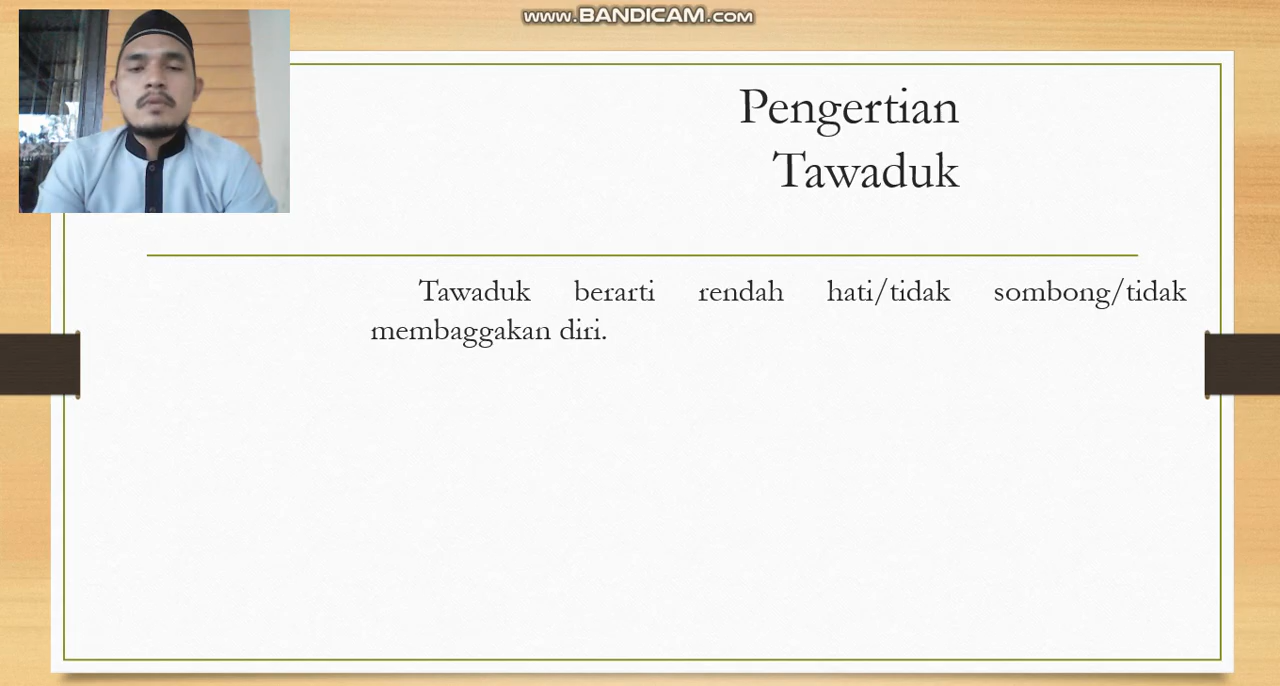 www.BANDICAM.com
Pengertian
Tawaduk
Tawaduk berarti rendah hati/tidak sombong/tidak
membaggakan diri.